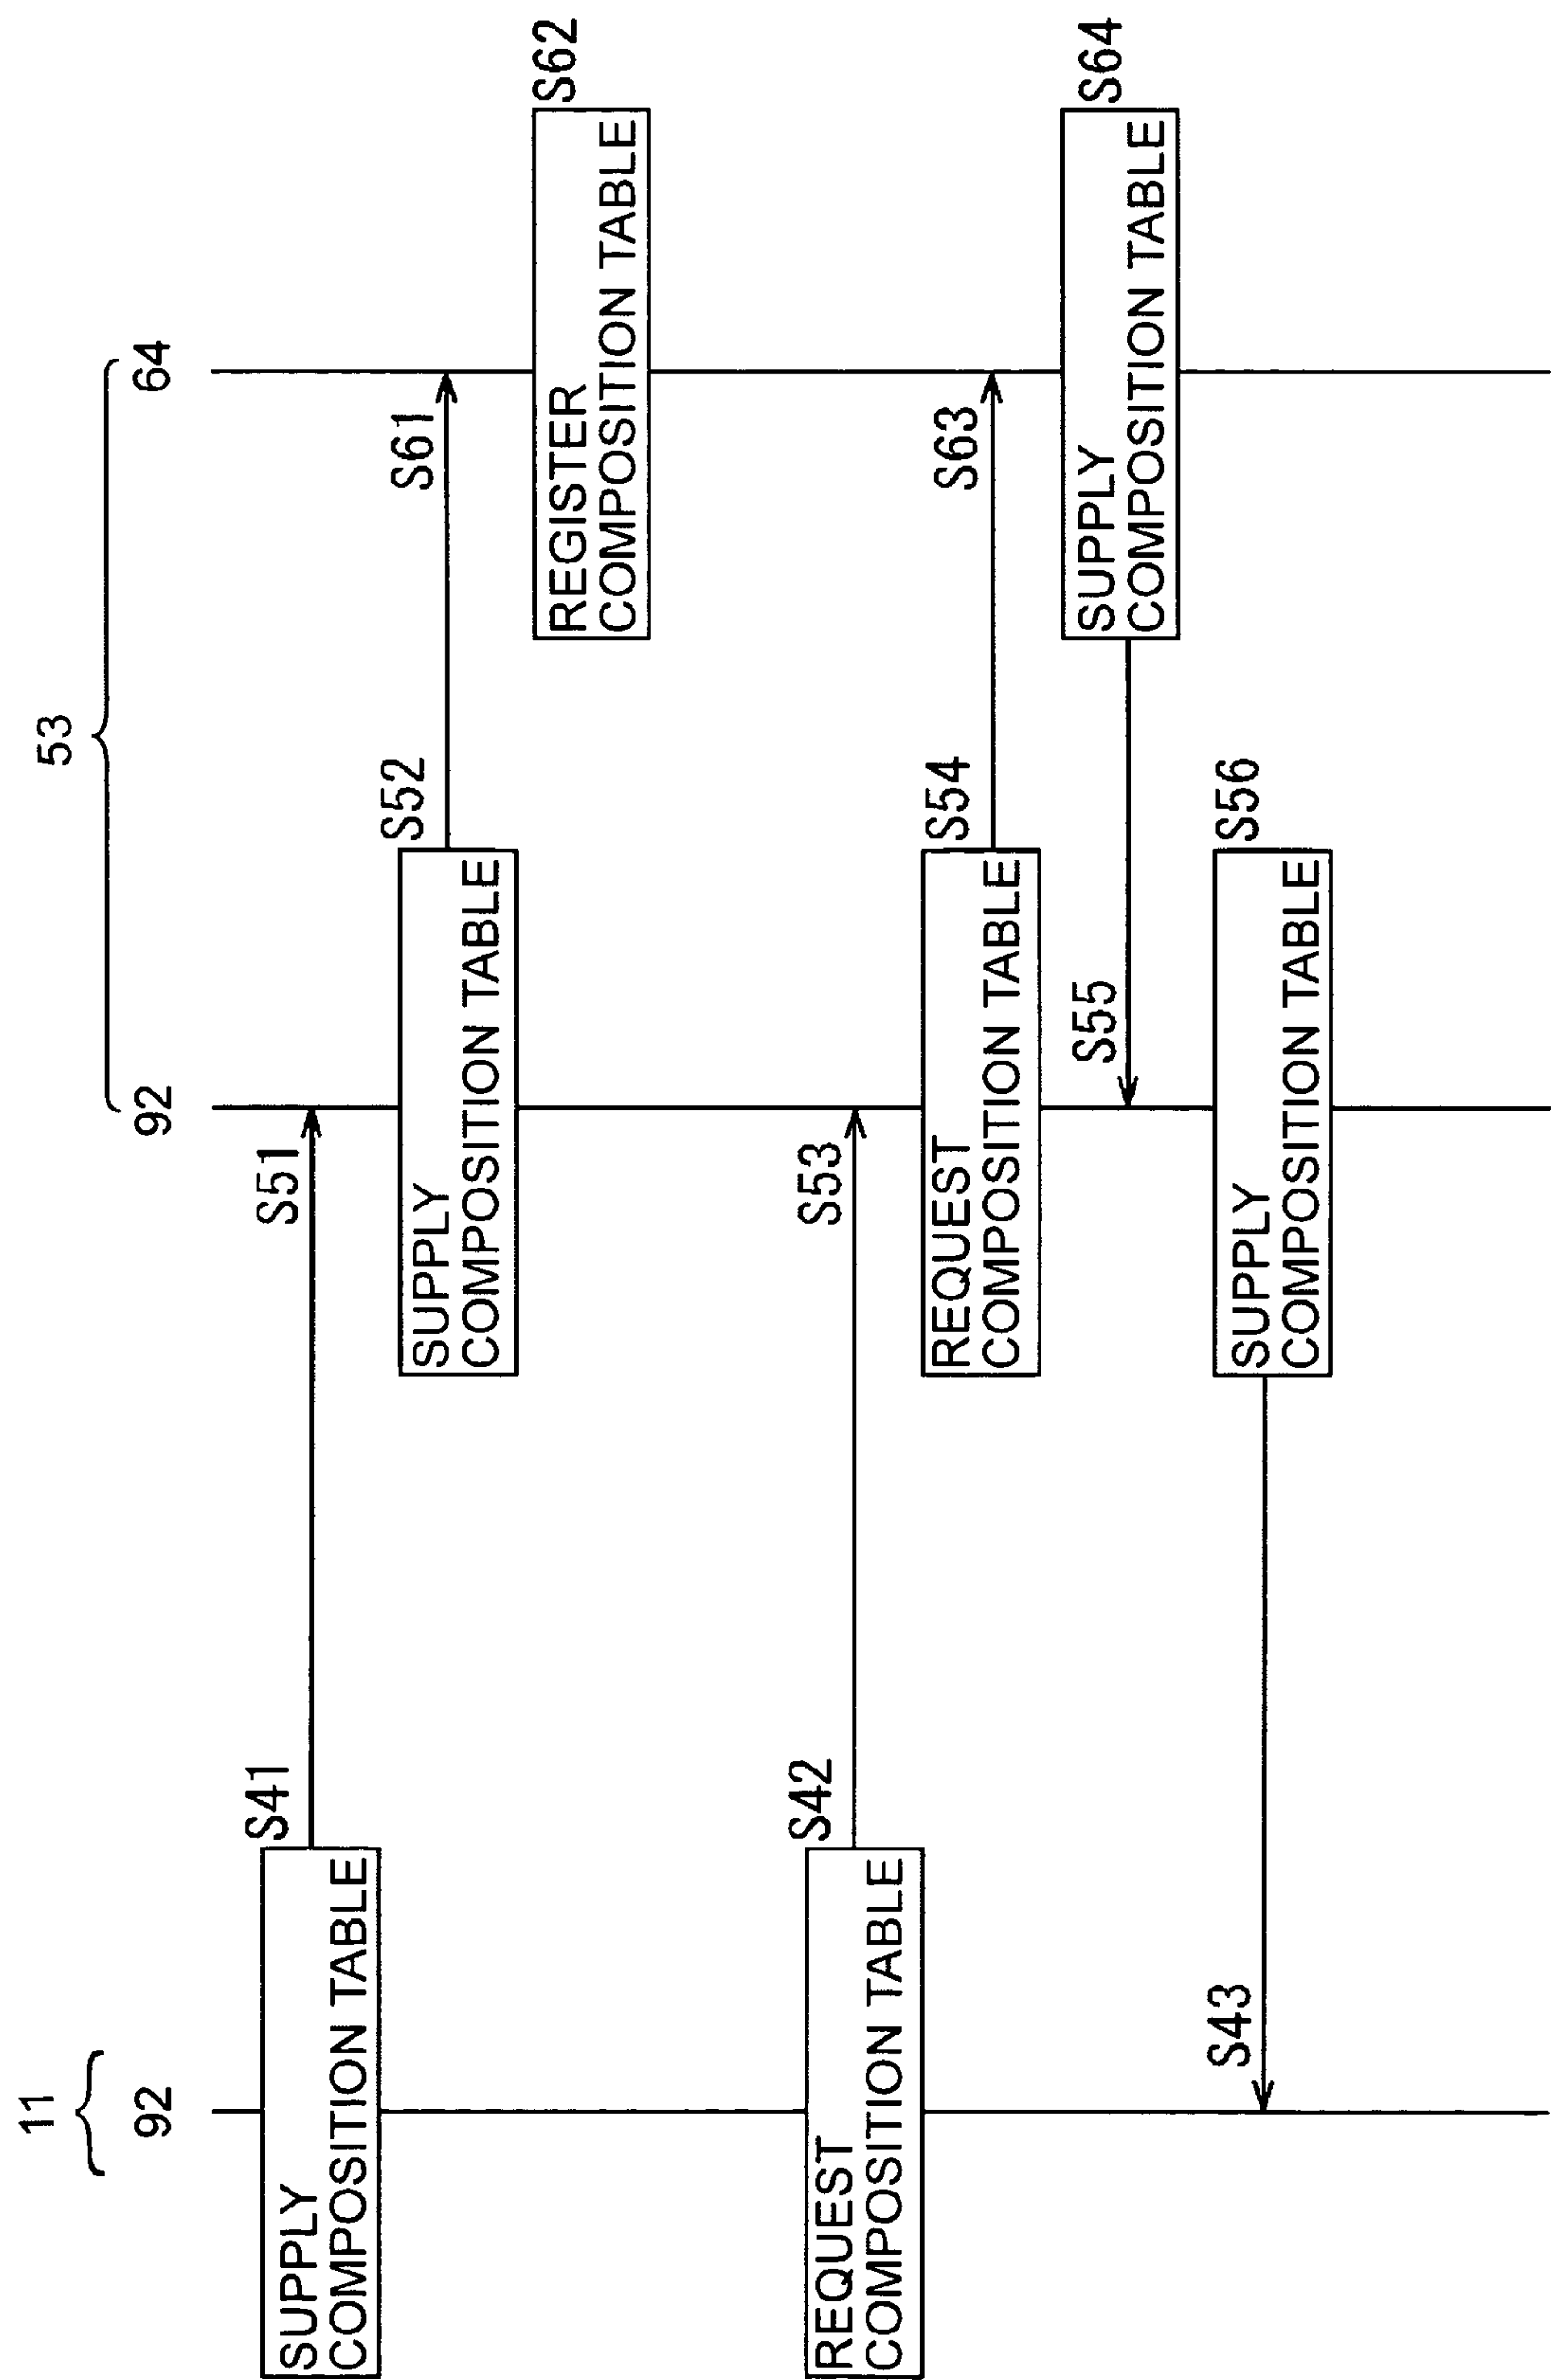 11
53
92
92
64
S41
SUPPLY
COMPOSITION TABLE
S51
S52
SUPPLY
COMPOSITION TABLE
S61
S62
REGISTER
COMPOSITION TABLE
S42
REQUEST
COMPOSITION TABLE
S53
S54
REQUEST
COMPOSITION TABLE
S63
S64
SUPPLY
COMPOSITION TABLE
S55
S56
SUPPLY
COMPOSITION TABLE
S43